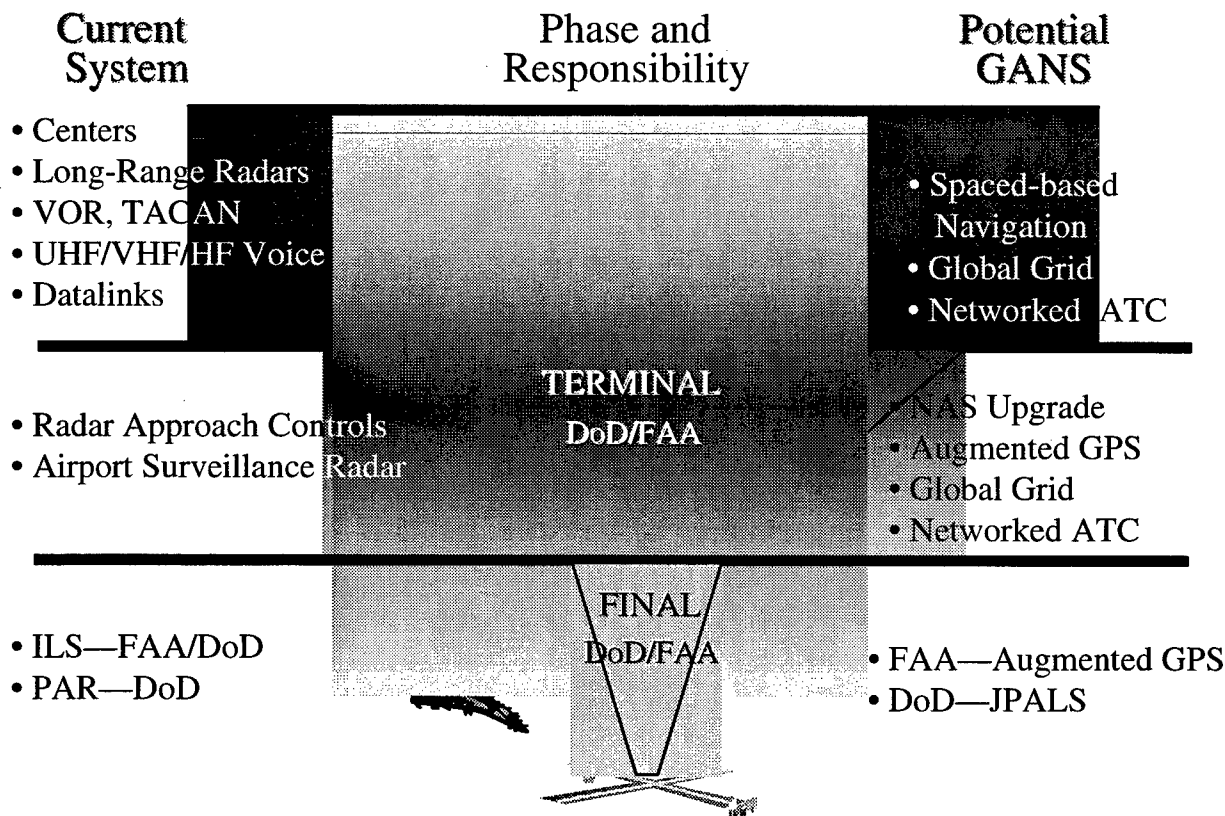 Current
System
Phase and
Responsibility
Potential
GANS
• Centers
• Long-Range Radars
• VOR, TACAN
• UHF/VHF/HF Voice
• Datalinks
• Spaced-based
Navigation
• Global Grid
• Networked ATC
• Radar Approach Controls
• Airport Surveillance Radar
TERMINAL
DoD/FAA
• NAS Upgrade
• Augmented GPS
• Global Grid
• Networked ATC
• ILS—FAA/DoD
• PAR—DoD
FINAL
DoD/FAA
• FAA—Augmented GPS
• DoD—JPALS